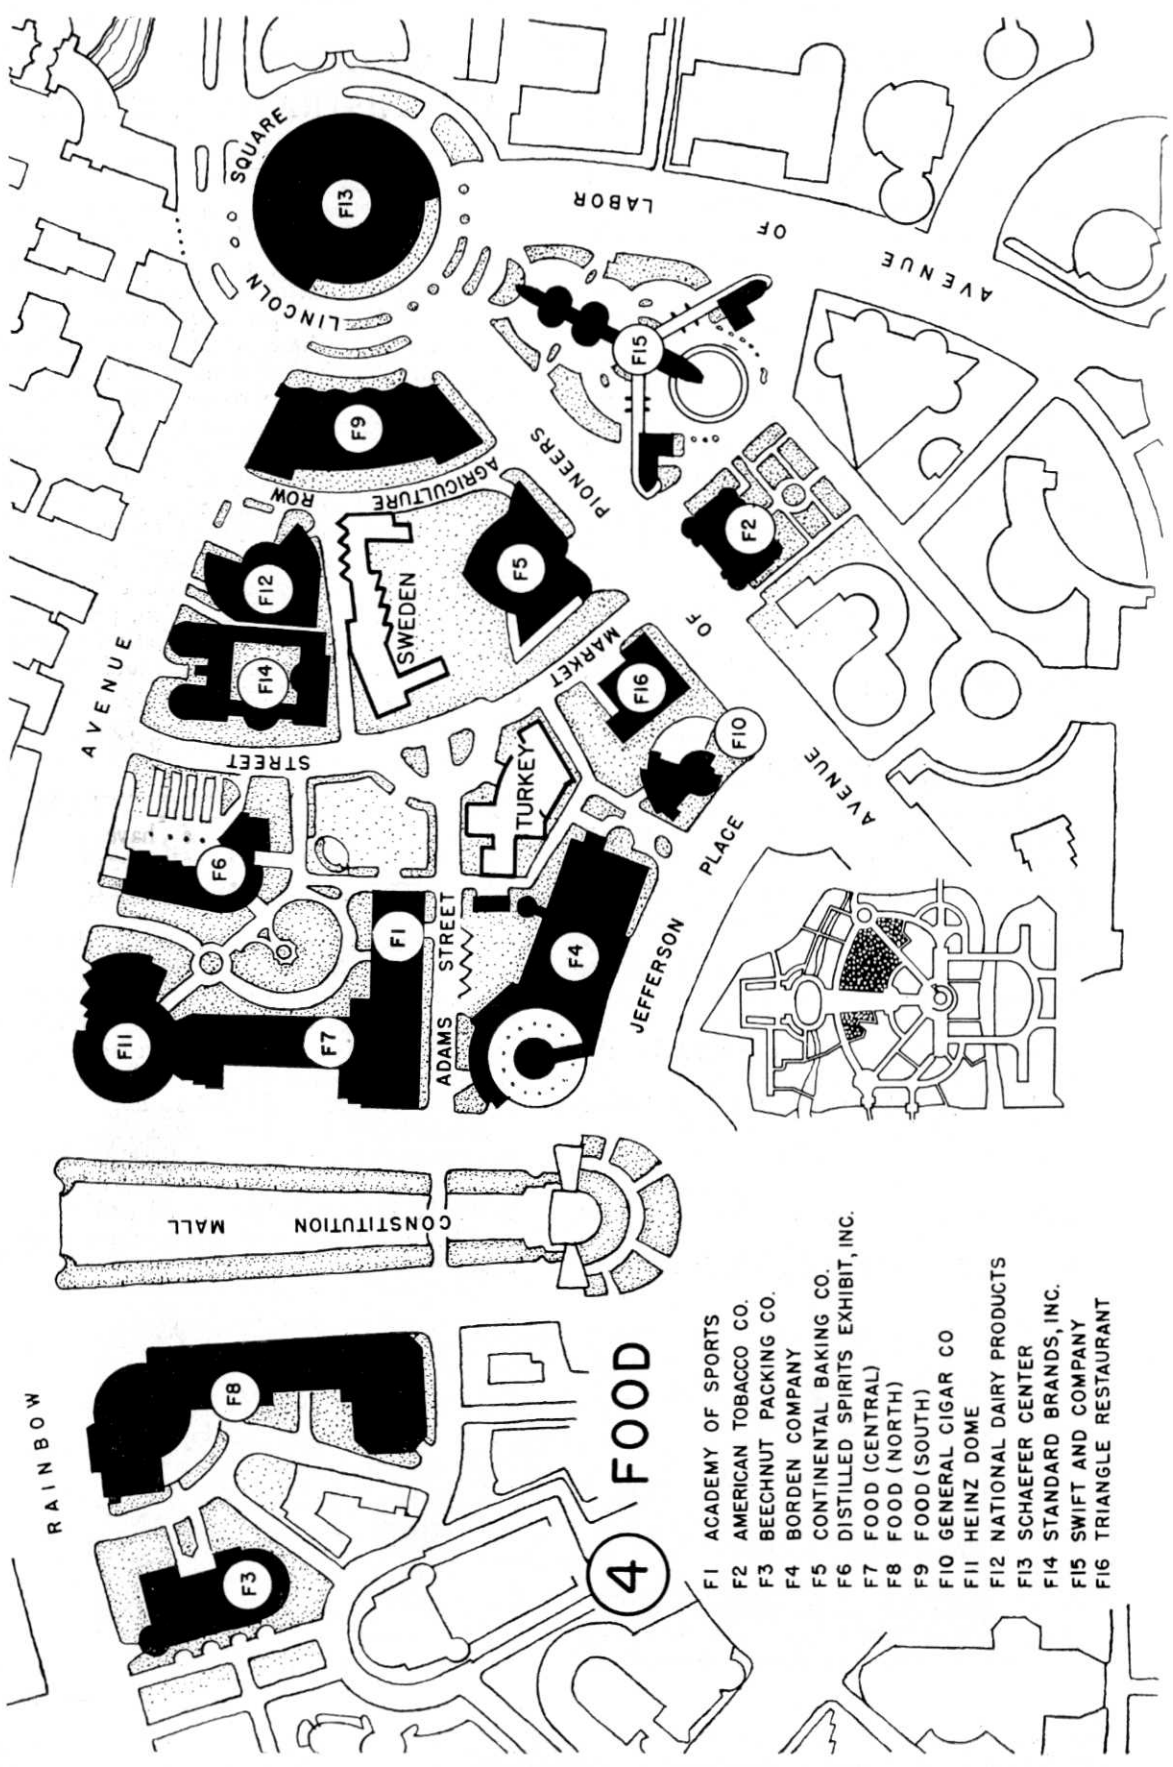 RAINBOW
AVENUE
LINCOLN
SQUARE
AVENUE
OF
LABOR
AVENUE
OF
PIONEERS
AGRICULTURE
ROW
MARKET
STREET
ADAMS
STREET
JEFFERSON
PLACE
CONSTITUTION
MALL
SWEDEN
TURKEY
F13
F9
F15
F12
F14
F5
F2
F16
F10
F6
F1
F4
F11
F7
F8
F3
4 FOOD
F1 ACADEMY OF SPORTS
F2 AMERICAN TOBACCO CO.
F3 BEECHNUT PACKING CO.
F4 BORDEN COMPANY
F5 CONTINENTAL BAKING CO.
F6 DISTILLED SPIRITS EXHIBIT, INC.
F7 FOOD (CENTRAL)
F8 FOOD (NORTH)
F9 FOOD (SOUTH)
F10 GENERAL CIGAR CO
F11 HEINZ DOME
F12 NATIONAL DAIRY PRODUCTS
F13 SCHAEFER CENTER
F14 STANDARD BRANDS, INC.
F15 SWIFT AND COMPANY
F16 TRIANGLE RESTAURANT